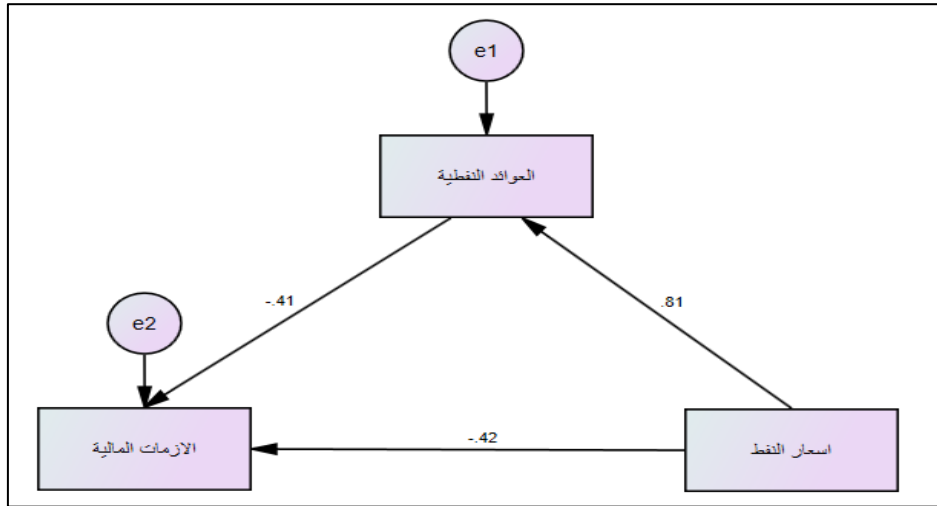 e1
العوائد النفطية
-.41
.81
e2
الازمات المالية
-.42
اسعار النفط